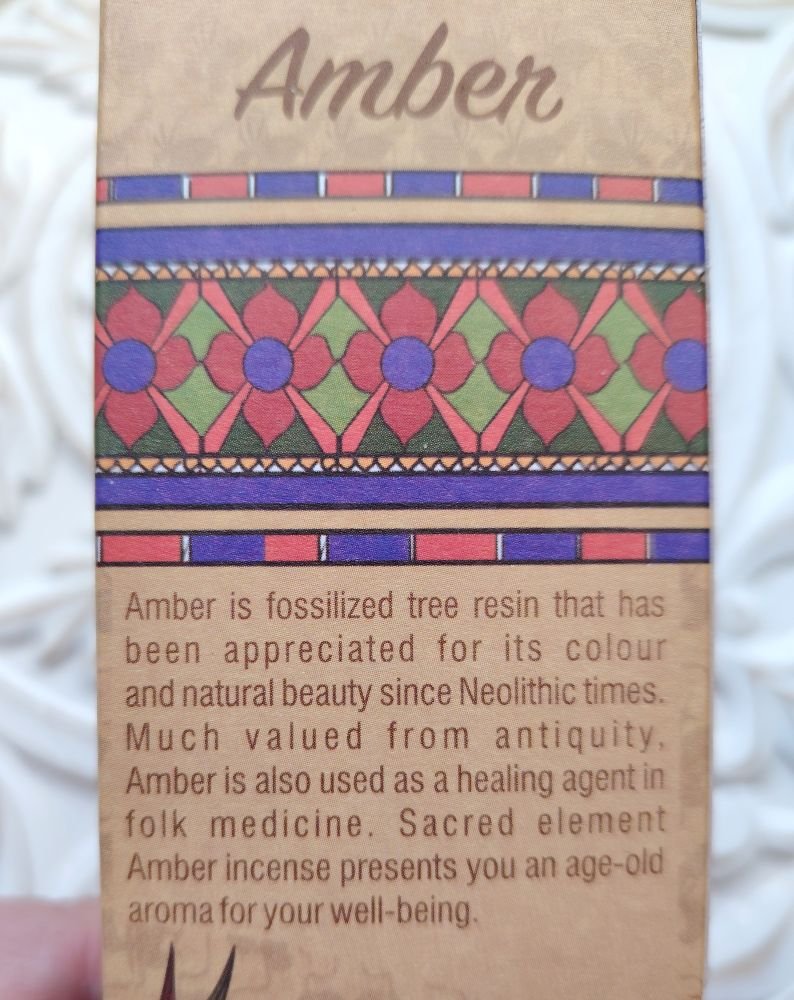 Amber
Amber is fossilized tree resin that has
been appreciated for its colour
and natural beauty since Neolithic times.
Much valued from antiquity,
Amber is also used as a healing agent in
folk medicine. Sacred element
Amber incense presents you an age-old
aroma for your well-being.